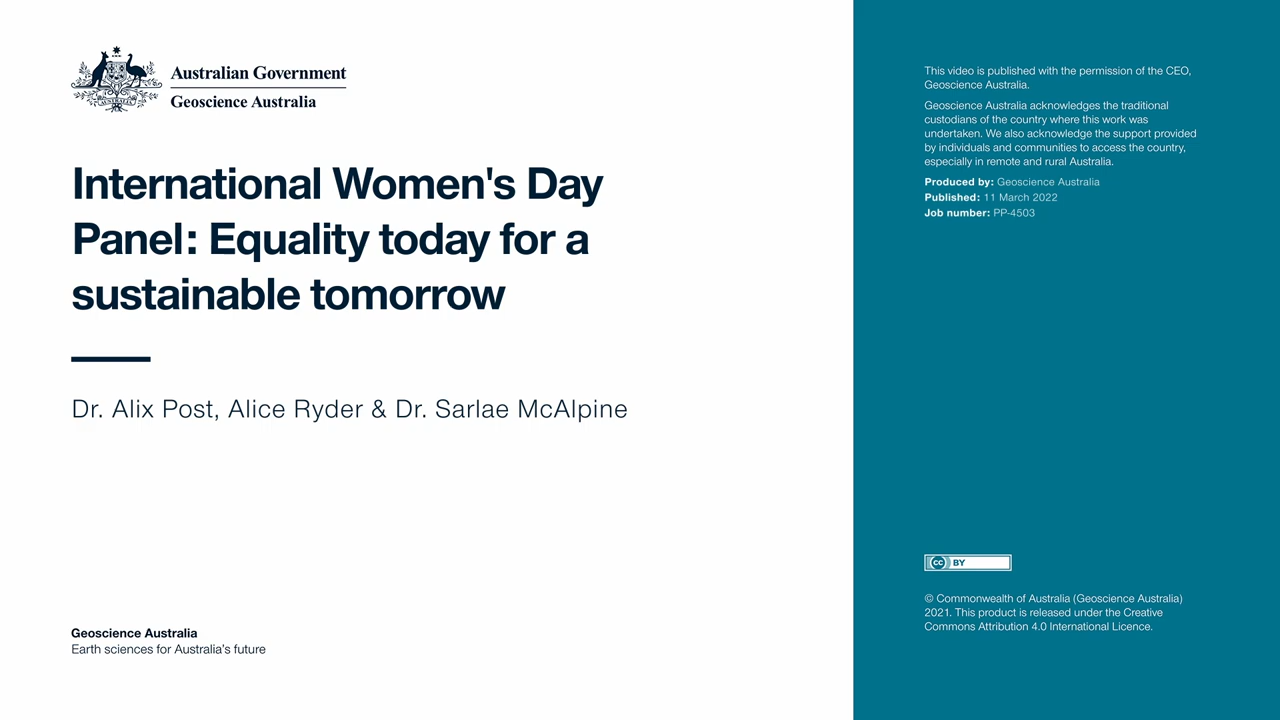 Australian Government
Geoscience Australia
International Women's Day
Panel: Equality today for a
sustainable tomorrow
Dr. Alix Post, Alice Ryder & Dr. Sarlae McAlpine
Geoscience Australia
Earth sciences for Australia's future
This video is published with the permission of the CEO,
Geoscience Australia.
Geoscience Australia acknowledges the traditional
custodians of the country where this work was
undertaken. We also acknowledge the support provided
by individuals and communities to access the country,
especially in remote and rural Australia.
Produced by: Geoscience Australia
Published: 11 March 2022
Job number: PP-4503
cc BY
© Commonwealth of Australia (Geoscience Australia)
2021. This product is released under the Creative
Commons Attribution 4.0 International Licence.